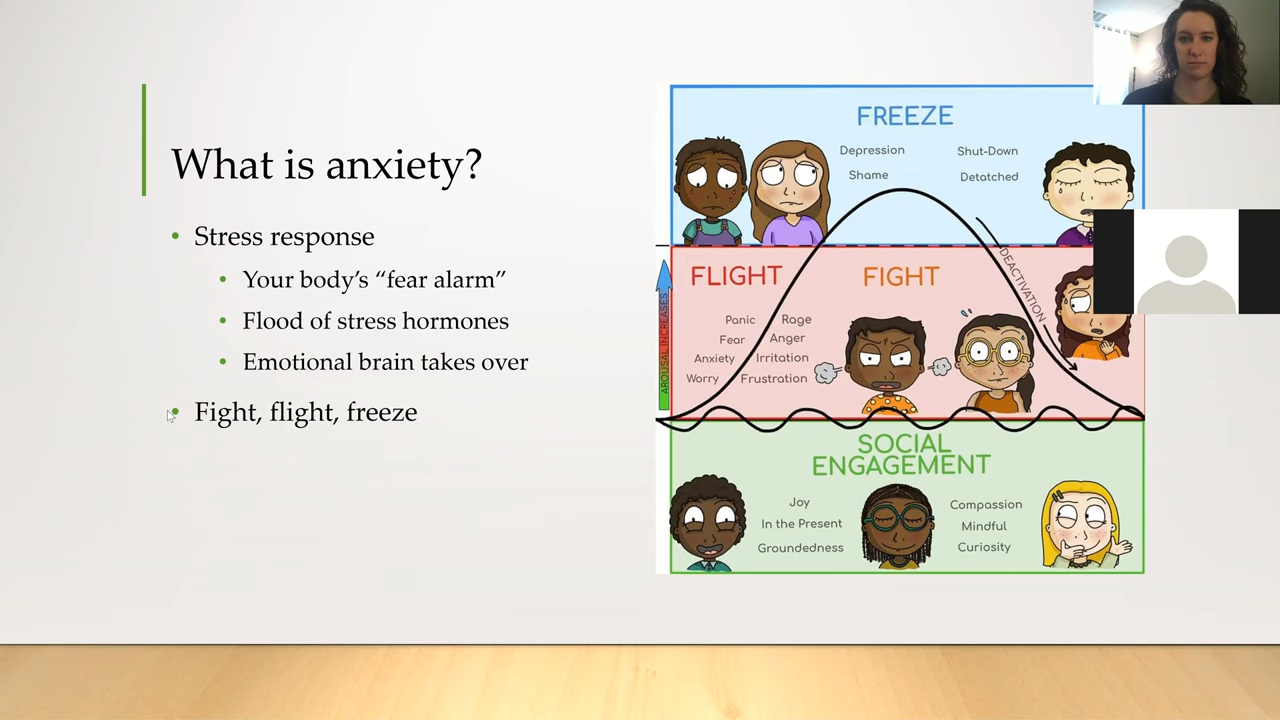 What is anxiety?
• Stress response
• Your body's “fear alarm”
• Flood of stress hormones
• Emotional brain takes over
• Fight, flight, freeze
FREEZE
Depression
Shut-Down
Shame
Detatched
FLIGHT
FIGHT
DEACTIVATION
AROUSAL INCREASES
Panic
Rage
Fear
Anger
Anxiety
Irritation
Worry
Frustration
SOCIAL
ENGAGEMENT
Joy
Compassion
In the Present
Mindful
Groundedness
Curiosity